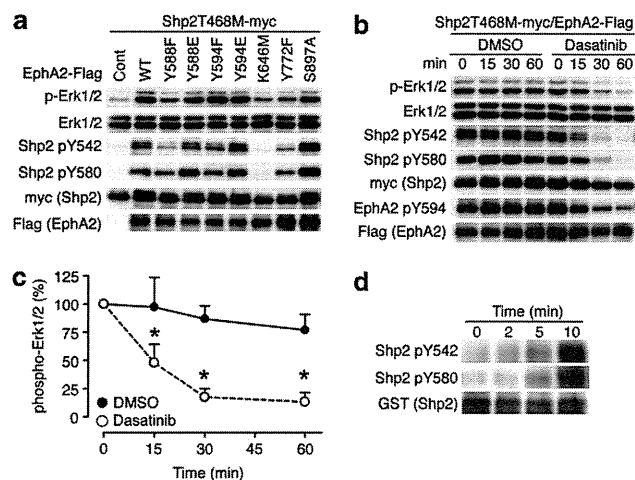 a
Shp2T468M-myc
EphA2-Flag Cont WT Y588F Y588E Y594F Y594E K646M Y772F S897A
p-Erk1/2
Erk1/2
Shp2 pY542
Shp2 pY580
myc (Shp2)
Flag (EphA2)
b
Shp2T468M-myc/EphA2-Flag
DMSO Dasatinib
min 0 15 30 60 0 15 30 60
p-Erk1/2
Erk1/2
Shp2 pY542
Shp2 pY580
myc (Shp2)
EphA2 pY594
Flag (EphA2)
c
phospho-Erk1/2 (%)
125
100
75
50
25
0
* * *
DMSO
Dasatinib
0 15 30 45 60
Time (min)
d
Time (min)
0 2 5 10
Shp2 pY542
Shp2 pY580
GST (Shp2)